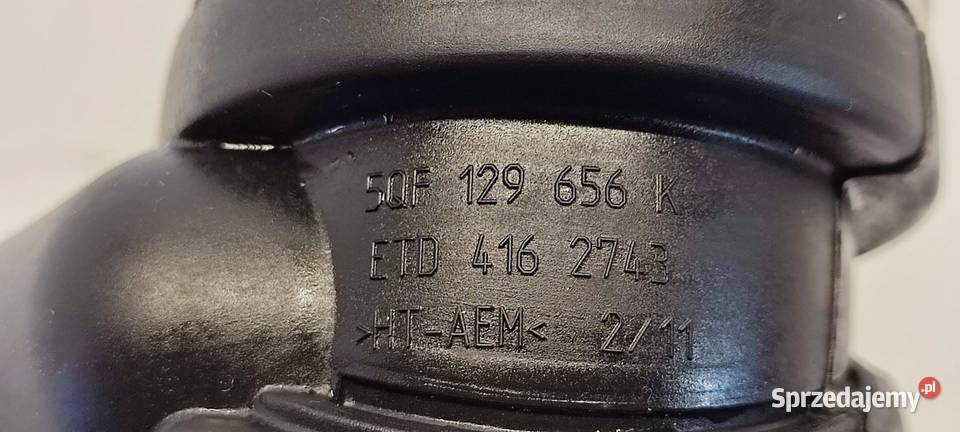 5QF 129 656 K
ETD 416 2743
>HT-AEM< 2/11
Sprzedajemy.pl